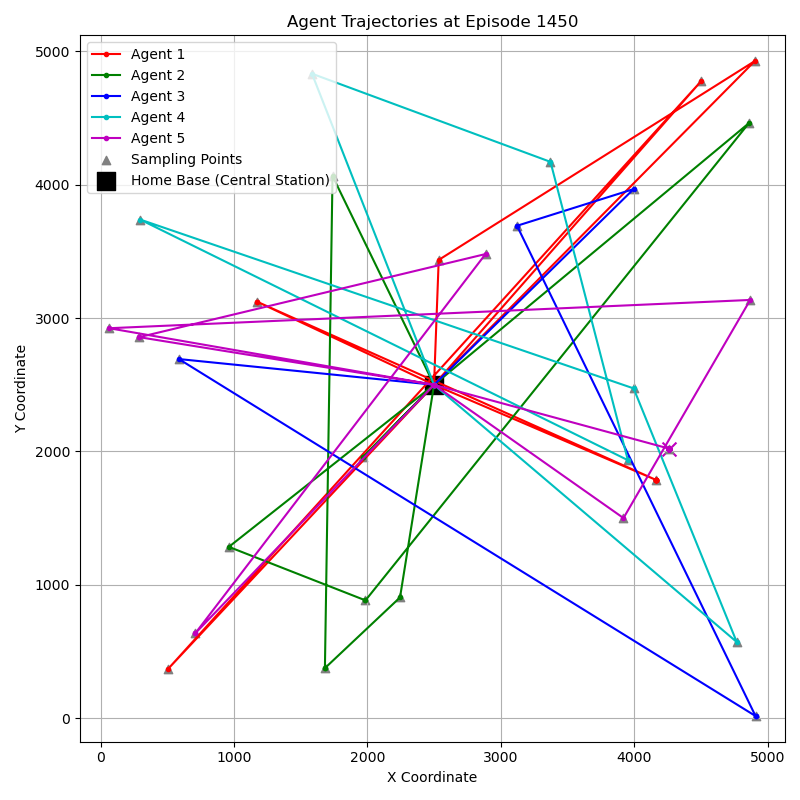 Agent Trajectories at Episode 1450
Agent 1
Agent 2
Agent 3
Agent 4
Agent 5
Sampling Points
Home Base (Central Station)
Y Coordinate
5000
4000
3000
2000
1000
0
0 1000 2000 3000 4000 5000
X Coordinate